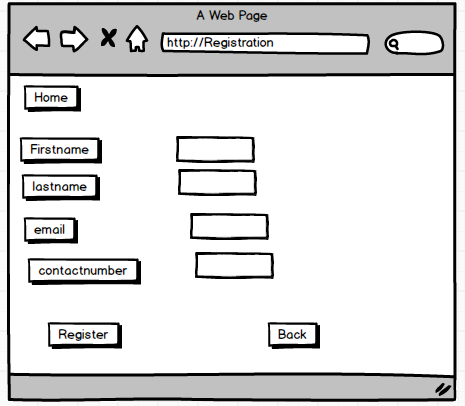 A Web Page
http://Registration
Home
Firstname
lastname
email
contactnumber
Register
Back